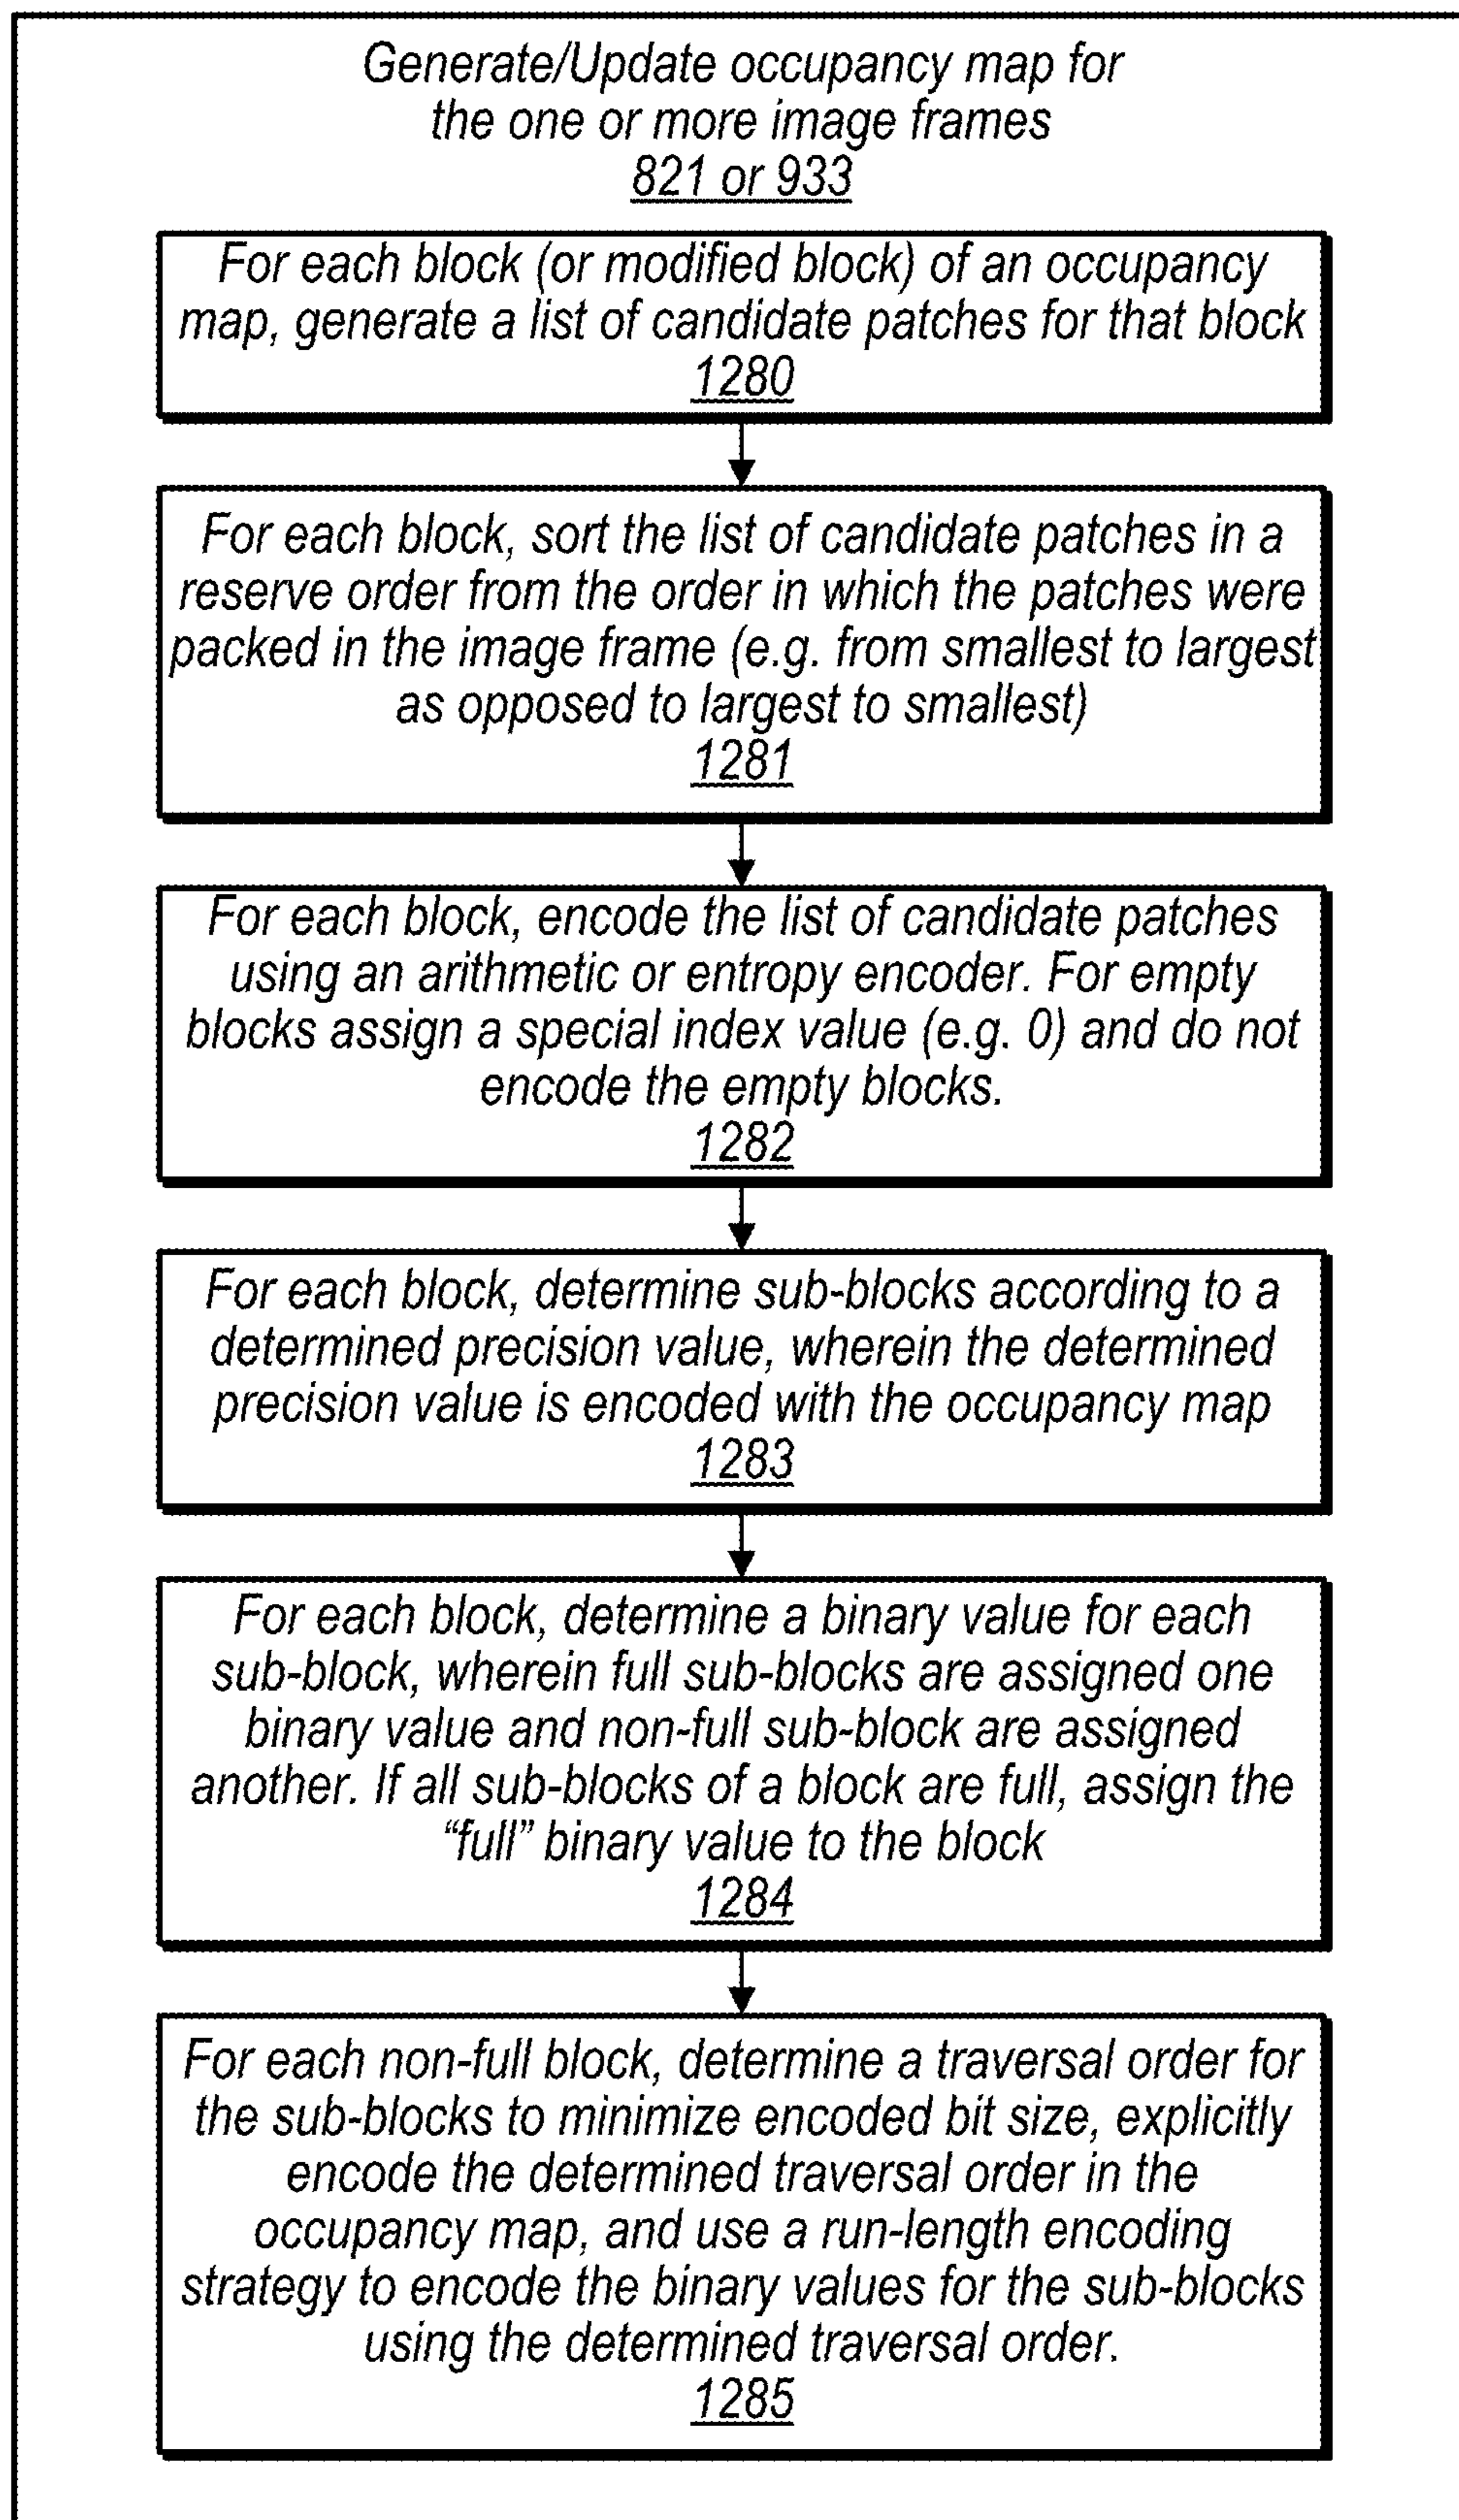 Generate/Update occupancy map for
the one or more image frames
821 or 933
For each block (or modified block) of an occupancy
map, generate a list of candidate patches for that block
1280
For each block, sort the list of candidate patches in a
reserve order from the order in which the patches were
packed in the image frame (e.g. from smallest to largest
as opposed to largest to smallest)
1281
For each block, encode the list of candidate patches
using an arithmetic or entropy encoder. For empty
blocks assign a special index value (e.g. 0) and do not
encode the empty blocks.
1282
For each block, determine sub-blocks according to a
determined precision value, wherein the determined
precision value is encoded with the occupancy map
1283
For each block, determine a binary value for each
sub-block, wherein full sub-blocks are assigned one
binary value and non-full sub-block are assigned
another. If all sub-blocks of a block are full, assign the
“full” binary value to the block
1284
For each non-full block, determine a traversal order for
the sub-blocks to minimize encoded bit size, explicitly
encode the determined traversal order in the
occupancy map, and use a run-length encoding
strategy to encode the binary values for the sub-blocks
using the determined traversal order.
1285